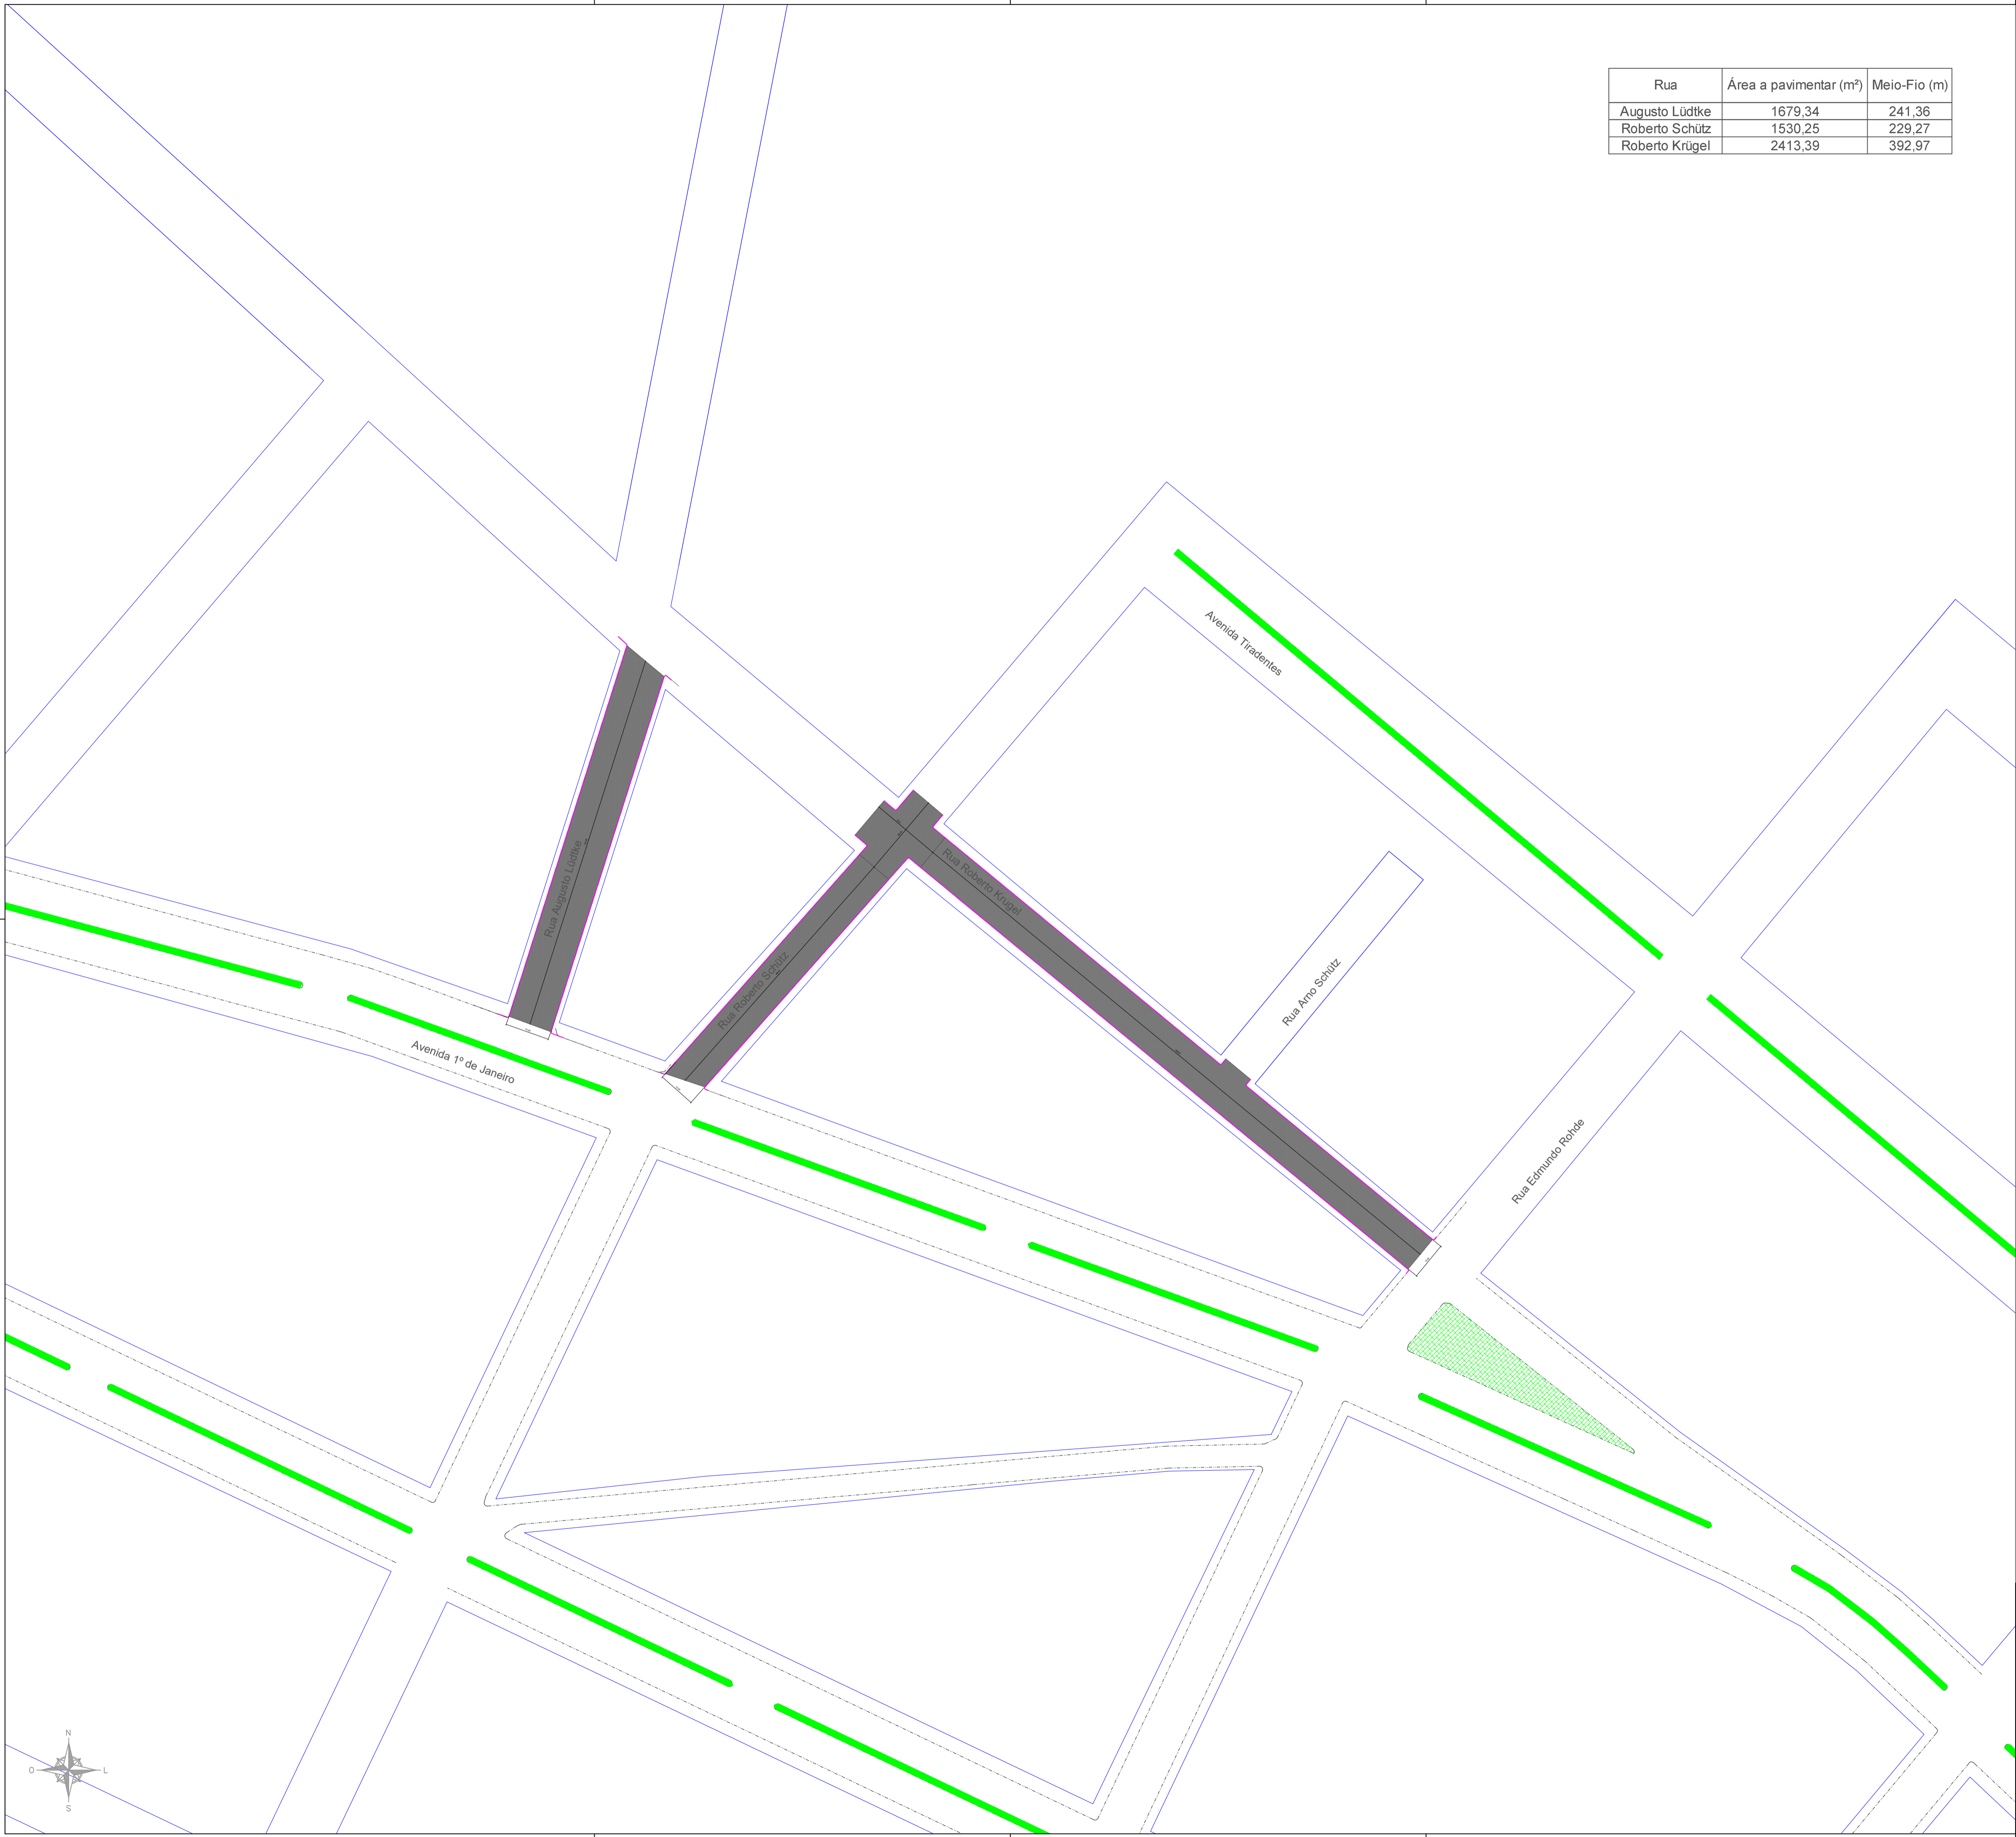 Rua Área a pavimentar (m²) Meio-Fio (m)
Augusto Lüdtke 1679,34 241,36
Roberto Schütz 1530,25 229,27
Roberto Krügel 2413,39 392,97
Avenida Tiradentes
Rua Augusto Lüdtke
Rua Roberto Krugel
Rua Roberto Schütz
Rua Arno Schütz
Avenida 1º de Janeiro
Rua Edmundo Rohde
N
O L
S